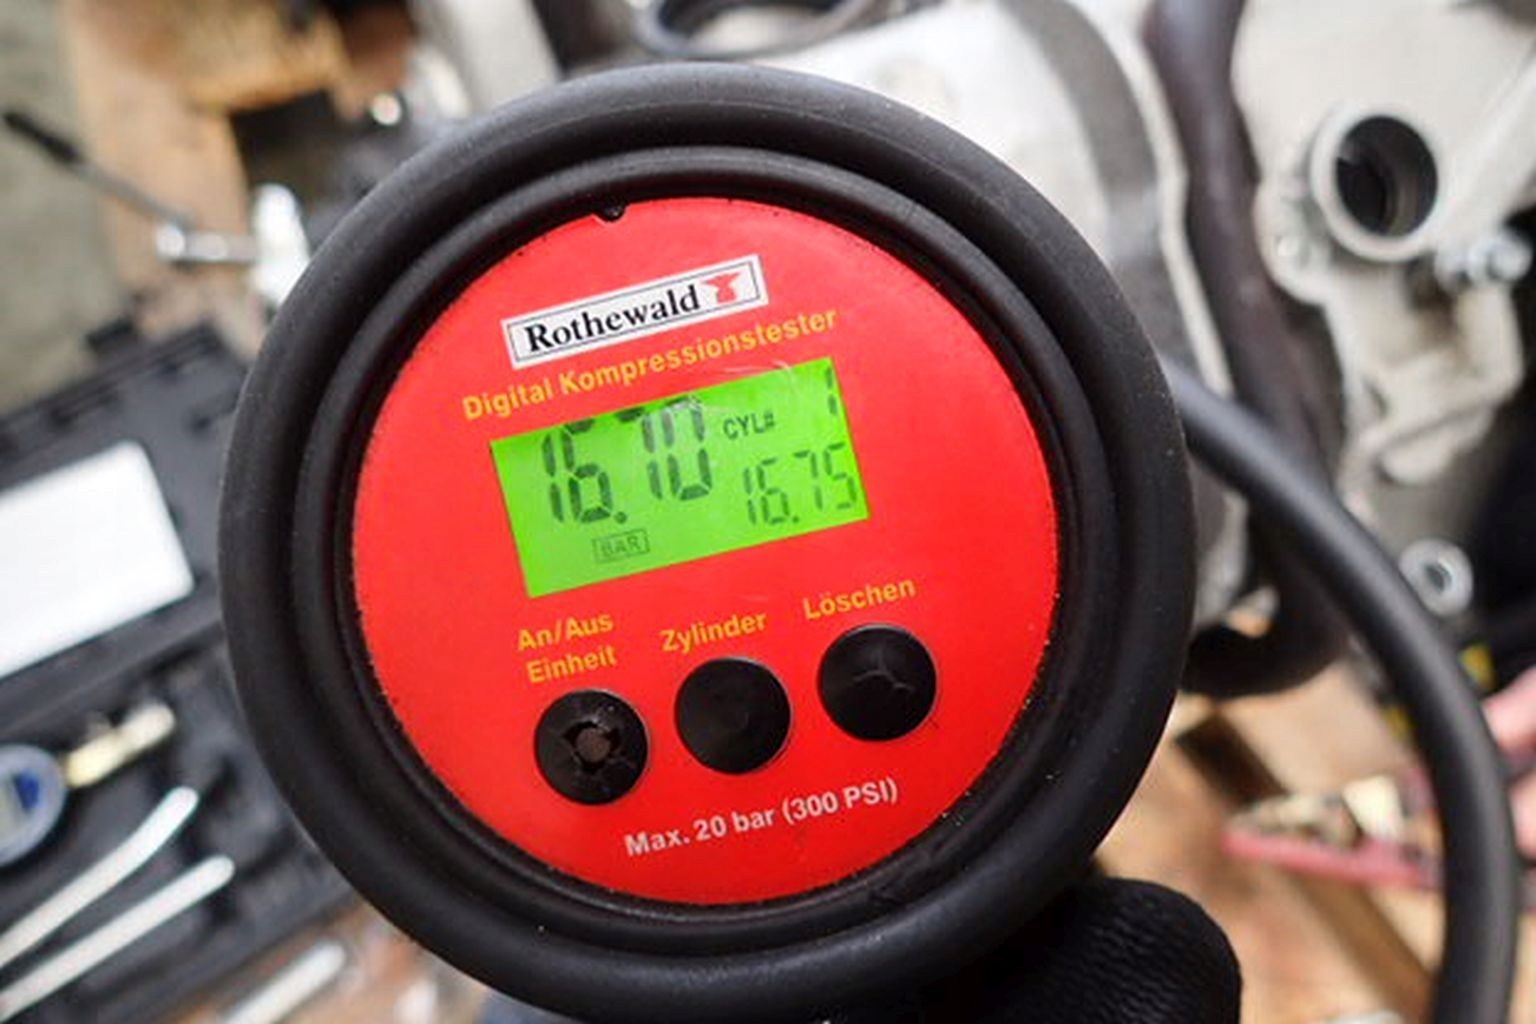 Rothewald
Digital Kompressionstester
16.70 CYL# 1
16.75
BAR
An/Aus
Einheit
Zylinder
Löschen
Max. 20 bar (300 PSI)